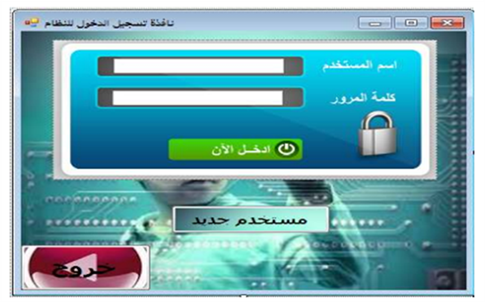 نافذة تسجيل الدخول للنظام
اسم المستخدم
كلمة المرور
ادخل الآن
مستخدم جديد
خروج